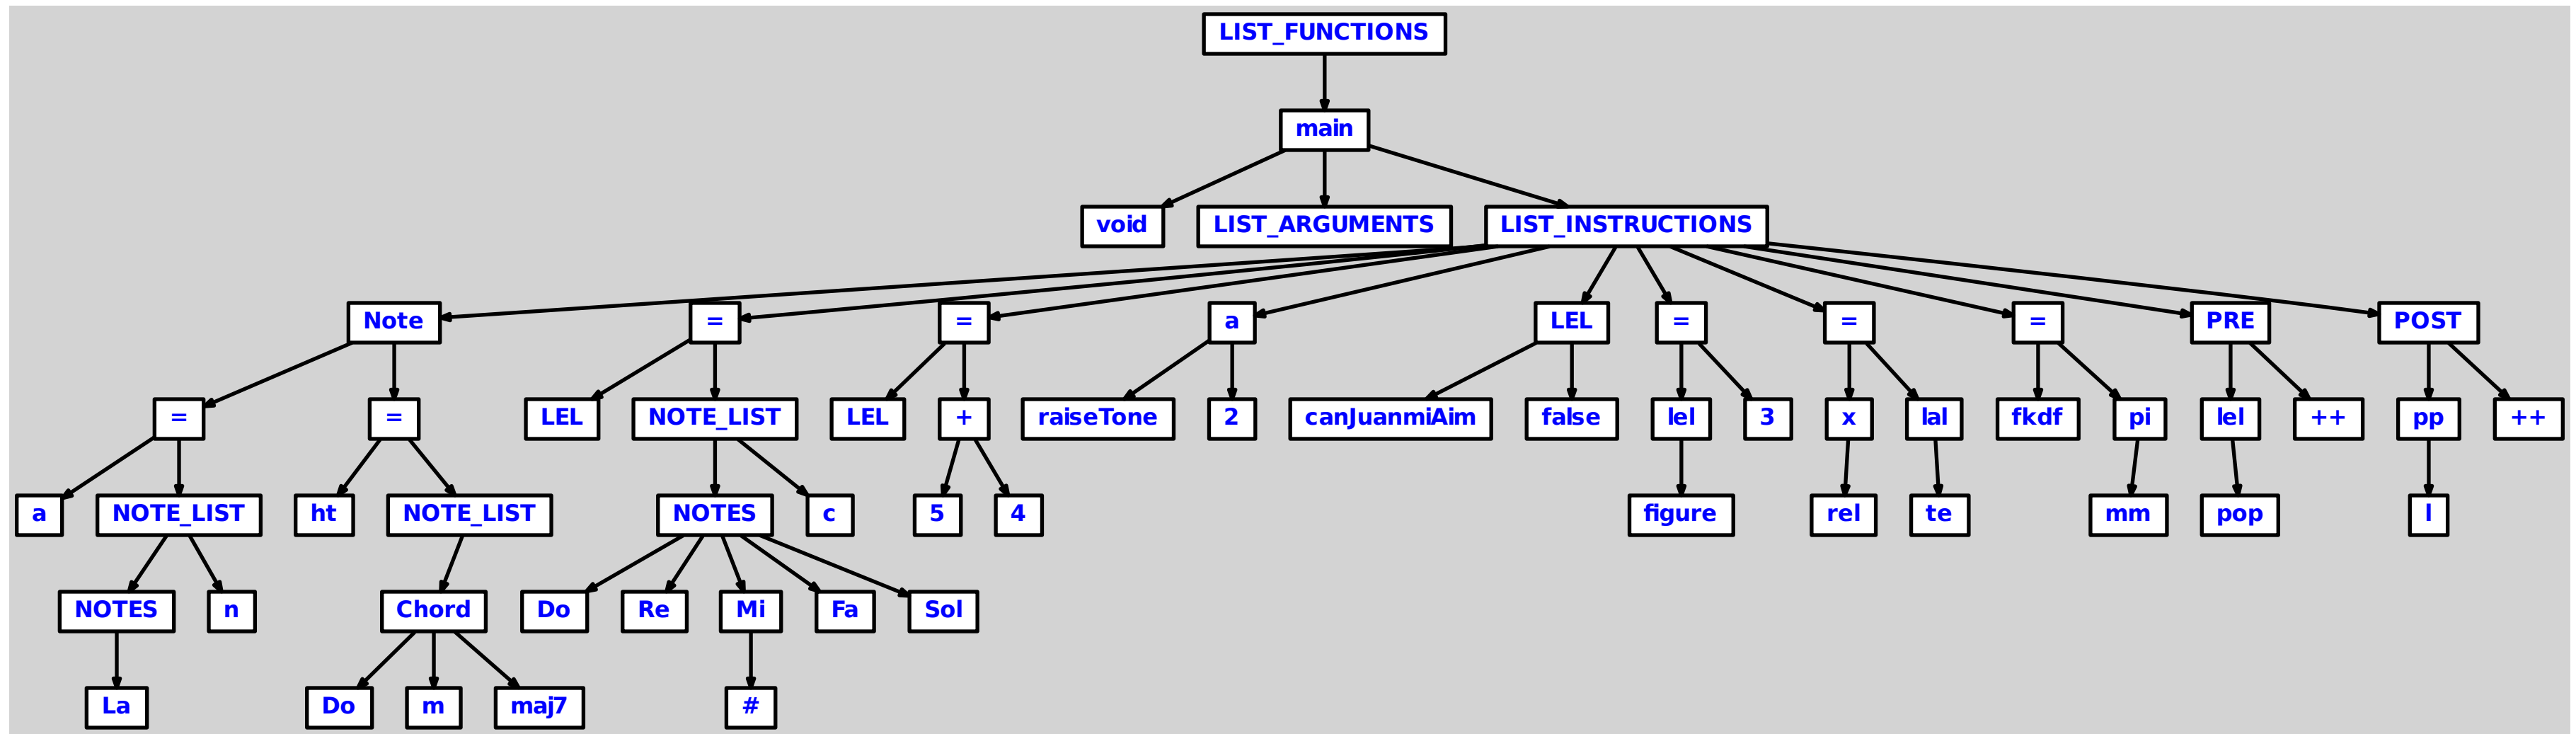 LIST_FUNCTIONS
main
void LIST_ARGUMENTS LIST_INSTRUCTIONS
Note = = a LEL = = = PRE POST
= = LEL NOTE_LIST LEL + raiseTone 2 canJuanmiAim false lel 3 x lal fkdf pi lel ++ pp ++
a NOTE_LIST ht NOTE_LIST NOTES c 5 4 figure rel te mm pop l
NOTES n Chord Do Re Mi Fa Sol
La Do m maj7 #